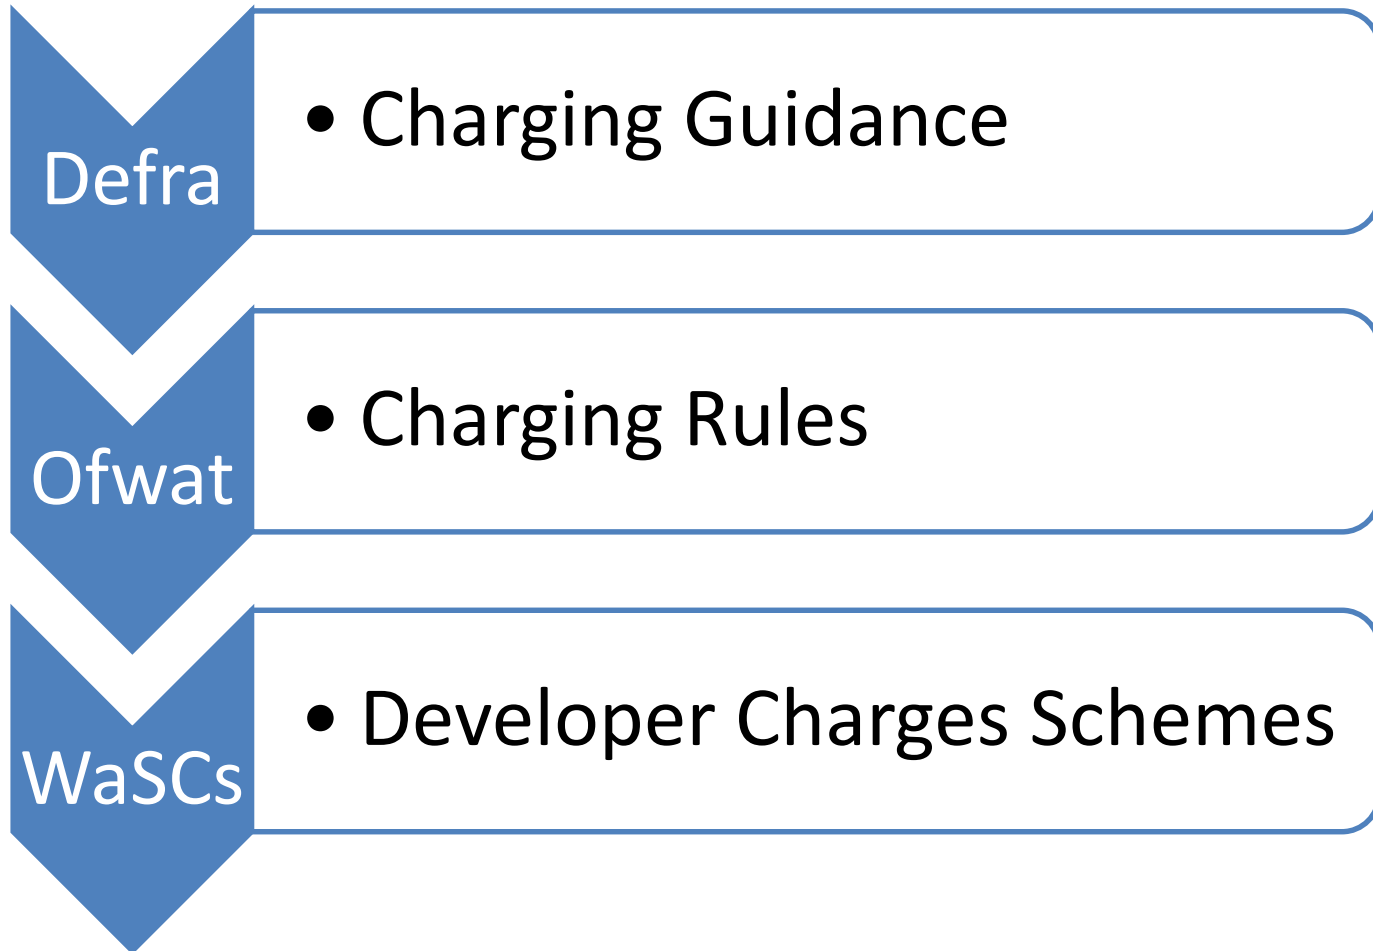 Defra
• Charging Guidance
Ofwat
• Charging Rules
WaSCs
• Developer Charges Schemes